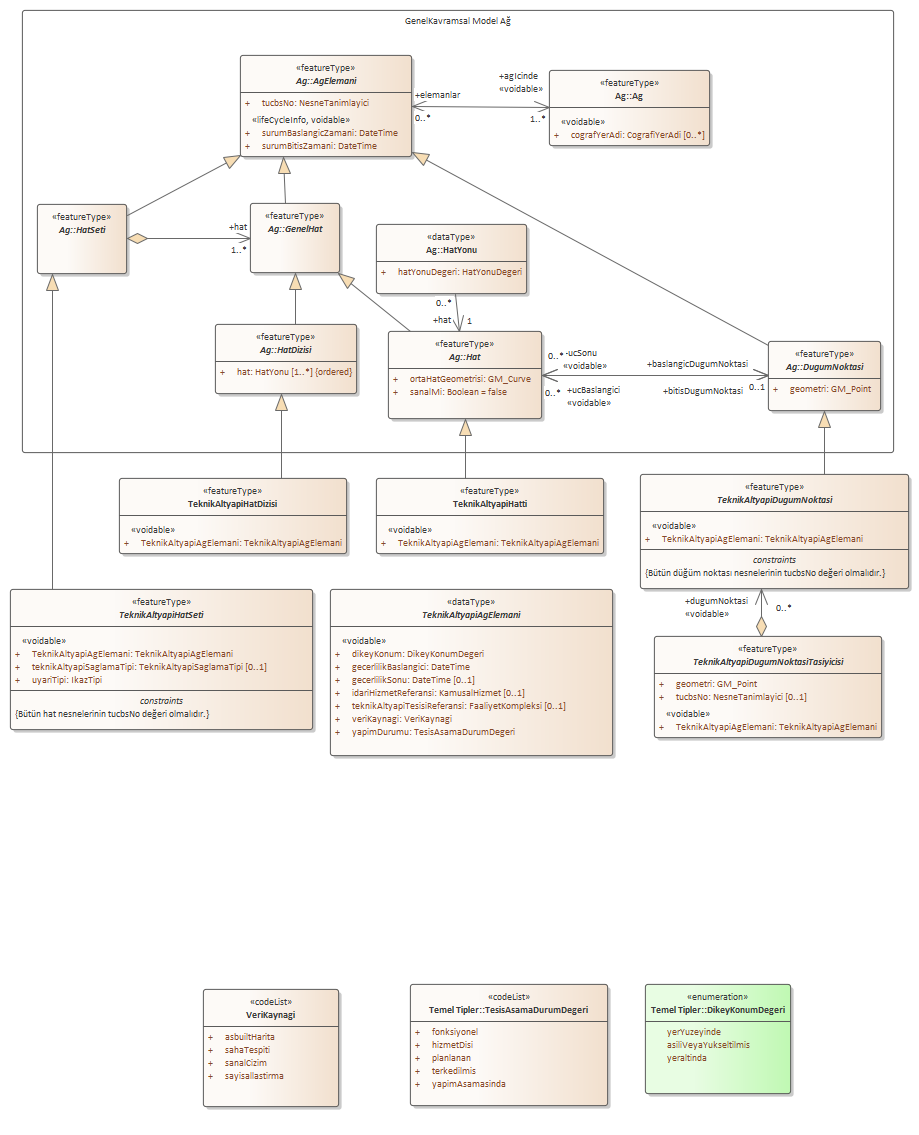 GenelKavramsal Model Ağ
«featureType»
Ag::AgElemani
+ tucbsNo: NesneTanimlayici
«lifeCycleInfo, voidable»
+ surumBaslangicZamani: DateTime
+ surumBitisZamani: DateTime
+elemanlar
0..*
+agIcinde
«voidable»
1..*
«featureType»
Ag::Ag
«voidable»
+ cografYerAdi: CografiYerAdi [0..*]
«featureType»
Ag::HatSeti
+hat
1..*
«featureType»
Ag::GenelHat
«dataType»
Ag::HatYonu
+ hatYonuDegeri: HatYonuDegeri
0..*
+hat
1
«featureType»
Ag::HatDizisi
+ hat: HatYonu [1..*] {ordered}
«featureType»
Ag::Hat
+ ortaHatGeometrisi: GM_Curve
+ sanalMi: Boolean = false
0..*
-ucSonu
«voidable»
0..*
+ucBaslangici
«voidable»
+baslangicDugumNoktasi
+bitisDugumNoktasi
0..1
«featureType»
Ag::DugumNoktasi
+ geometri: GM_Point
«featureType»
TeknikAltyapiHatDizisi
«voidable»
+ TeknikAltyapiAgElemani: TeknikAltyapiAgElemani
«featureType»
TeknikAltyapiHatti
«voidable»
+ TeknikAltyapiAgElemani: TeknikAltyapiAgElemani
«featureType»
TeknikAltyapiDugumNoktasi
«voidable»
+ TeknikAltyapiAgElemani: TeknikAltyapiAgElemani
constraints
{Bütün düğüm noktası nesnelerinin tucbsNo değeri olmalıdır.}
«featureType»
TeknikAltyapiHatSeti
«voidable»
+ TeknikAltyapiAgElemani: TeknikAltyapiAgElemani
+ teknikAltyapiSaglamaTipi: TeknikAltyapiSaglamaTipi [0..1]
+ uyariTipi: IkazTipi
constraints
{Bütün hat nesnelerinin tucbsNo değeri olmalıdır.}
«dataType»
TeknikAltyapiAgElemani
«voidable»
+ dikeyKonum: DikeyKonumDegeri
+ gecerlilikBaslangici: DateTime
+ gecerlilikSonu: DateTime [0..1]
+ idariHizmetReferansi: KamusalHizmet [0..1]
+ teknikAltyapiTesisiReferansi: FaaliyetKompleksi [0..1]
+ veriKaynagi: VeriKaynagi
+ yapimDurumu: TesisAsamaDurumDegeri
+dugumNoktasi
«voidable»
0..*
«featureType»
TeknikAltyapiDugumNoktasiTasiyicisi
+ geometri: GM_Point
+ tucbsNo: NesneTanimlayici [0..1]
«voidable»
+ TeknikAltyapiAgElemani: TeknikAltyapiAgElemani
«codeList»
VeriKaynagi
+ asbuiltHarita
+ sahaTespiti
+ sanalCizim
+ sayisallastirma
«codeList»
Temel Tipler::TesisAsamaDurumDegeri
+ fonksiyonel
+ hizmetDisi
+ planlanan
+ terkedilmis
+ yapimAsamasinda
«enumeration»
Temel Tipler::DikeyKonumDegeri
yerYuzeyinde
asiliVeyaYukseltilmis
yeraltinda